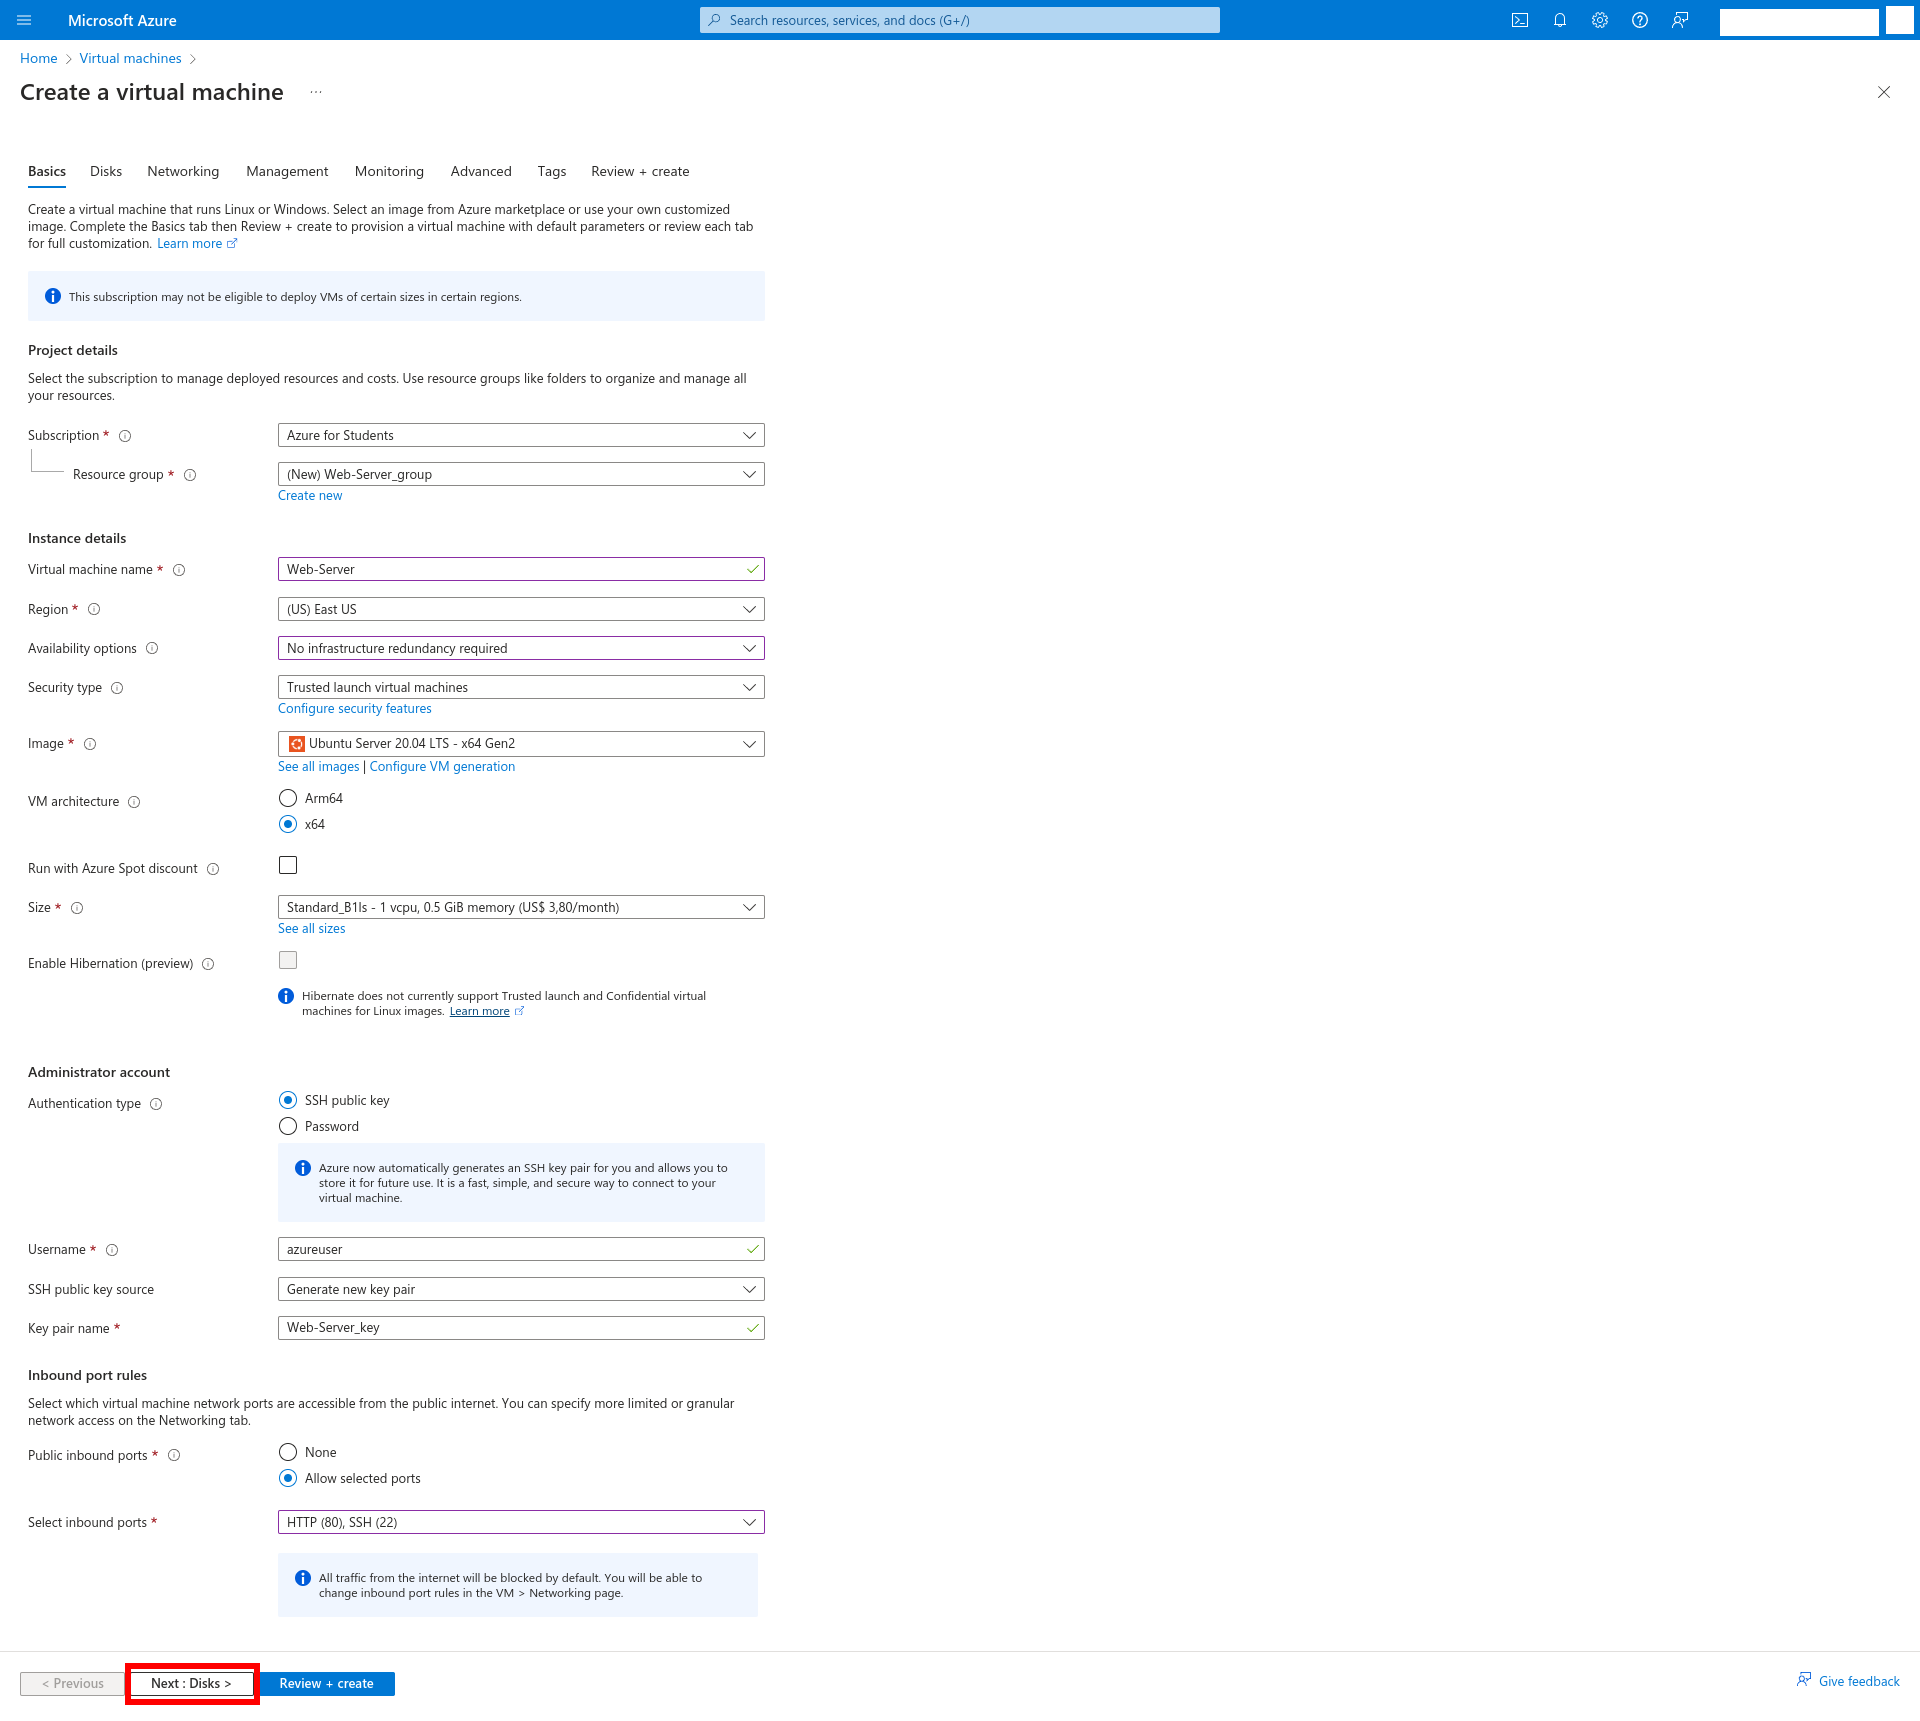 Microsoft Azure
Search resources, services, and docs (G+/)
Home > Virtual machines >
Create a virtual machine ...
Basics Disks Networking Management Monitoring Advanced Tags Review + create
Create a virtual machine that runs Linux or Windows. Select an image from Azure marketplace or use your own customized
image. Complete the Basics tab then Review + create to provision a virtual machine with default parameters or review each tab
for full customization. Learn more
This subscription may not be eligible to deploy VMs of certain sizes in certain regions.
Project details
Select the subscription to manage deployed resources and costs. Use resource groups like folders to organize and manage all
your resources.
Subscription * Azure for Students
Resource group * (New) Web-Server_group
Create new
Instance details
Virtual machine name * Web-Server
Region * (US) East US
Availability options No infrastructure redundancy required
Security type Trusted launch virtual machines
Configure security features
Image * Ubuntu Server 20.04 LTS - x64 Gen2
See all images | Configure VM generation
VM architecture Arm64
x64
Run with Azure Spot discount
Size * Standard_B1ls - 1 vcpu, 0.5 GiB memory (US$ 3,80/month)
See all sizes
Enable Hibernation (preview)
Hibernate does not currently support Trusted launch and Confidential virtual
machines for Linux images. Learn more
Administrator account
Authentication type SSH public key
Password
Azure now automatically generates an SSH key pair for you and allows you to
store it for future use. It is a fast, simple, and secure way to connect to your
virtual machine.
Username * azureuser
SSH public key source Generate new key pair
Key pair name * Web-Server_key
Inbound port rules
Select which virtual machine network ports are accessible from the public internet. You can specify more limited or granular
network access on the Networking tab.
Public inbound ports * None
Allow selected ports
Select inbound ports * HTTP (80), SSH (22)
All traffic from the internet will be blocked by default. You will be able to
change inbound port rules in the VM > Networking page.
< Previous Next : Disks > Review + create Give feedback